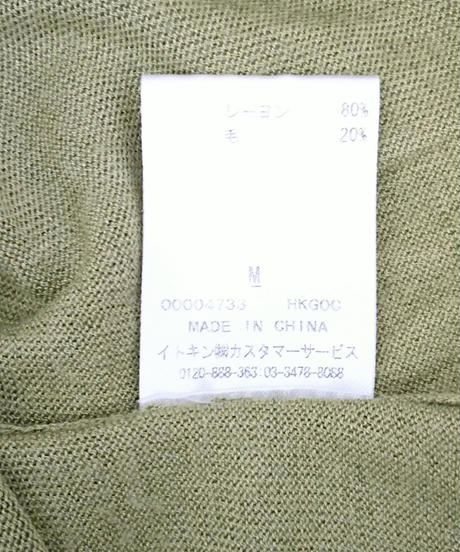 レーヨン 80%
毛 20%
M
00004733 HKG0C
MADE IN CHINA
イトキン㈱カスタマーサービス
0120-888-363:03-3478-8088